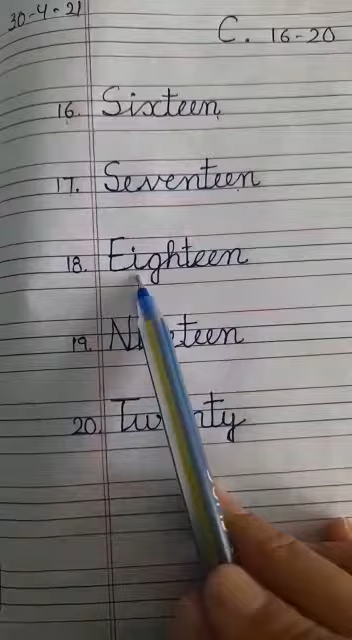 30-4-21
C. 16-20
16. Sixteen
17. Seventeen
18. Eighteen
19.
20.